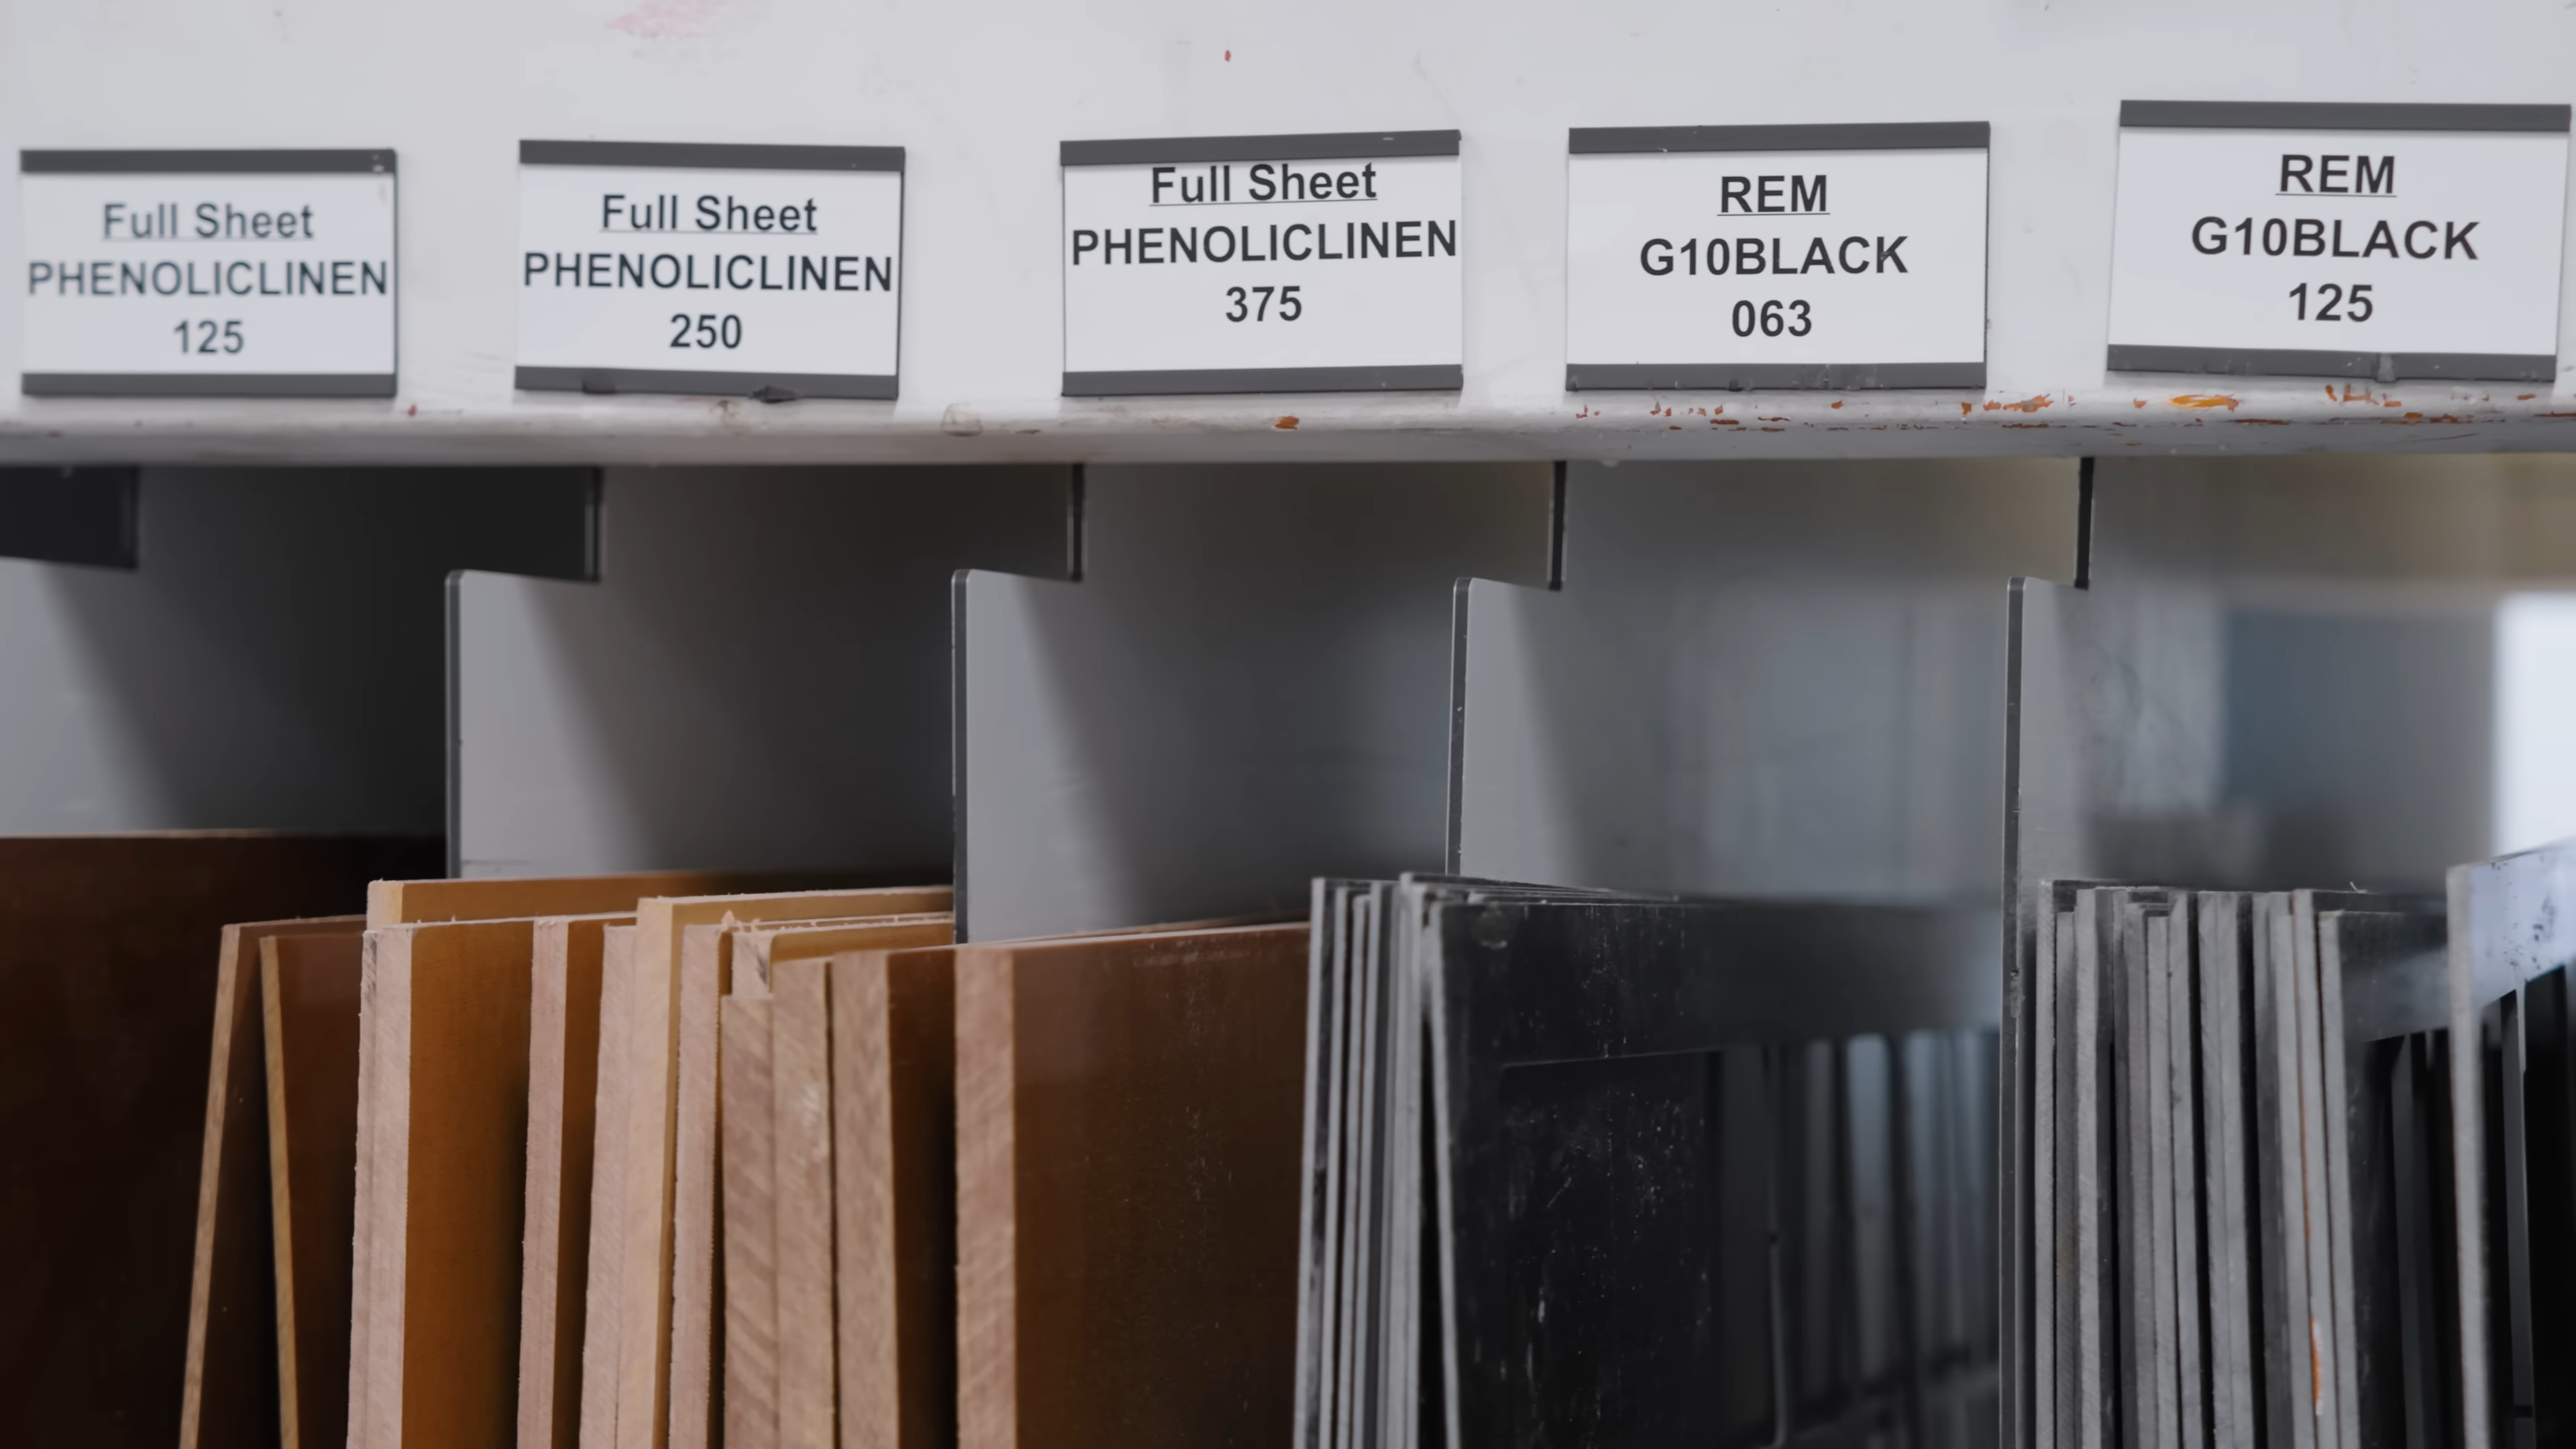 Full Sheet
PHENOLICLINEN
125
Full Sheet
PHENOLICLINEN
250
Full Sheet
PHENOLICLINEN
375
REM
G10BLACK
063
REM
G10BLACK
125